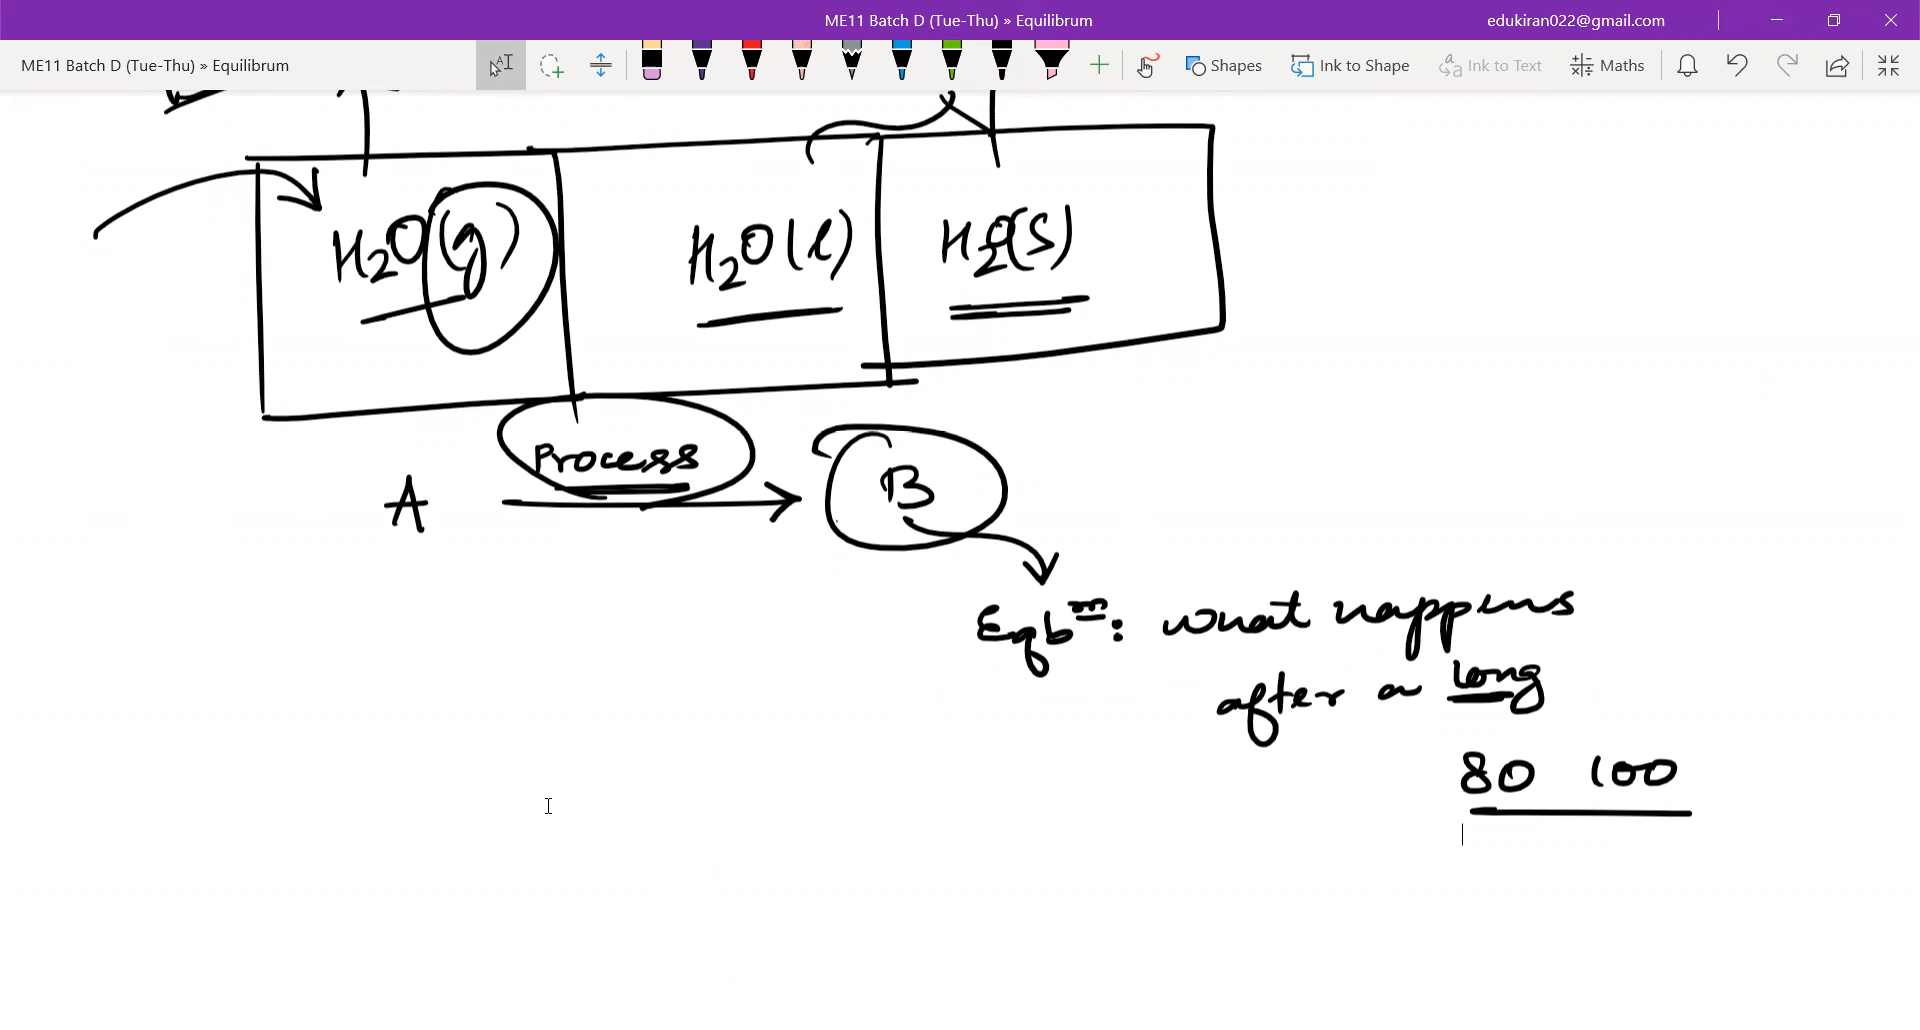 ME11 Batch D (Tue-Thu) » Equilibrum
edukiran022@gmail.com
ME11 Batch D (Tue-Thu) » Equilibrum
Shapes
Ink to Shape
Ink to Text
Maths
H2O(g) H2O(l) H2O(s)
Process
A B
Eqbm: what happens
after a long
80 100